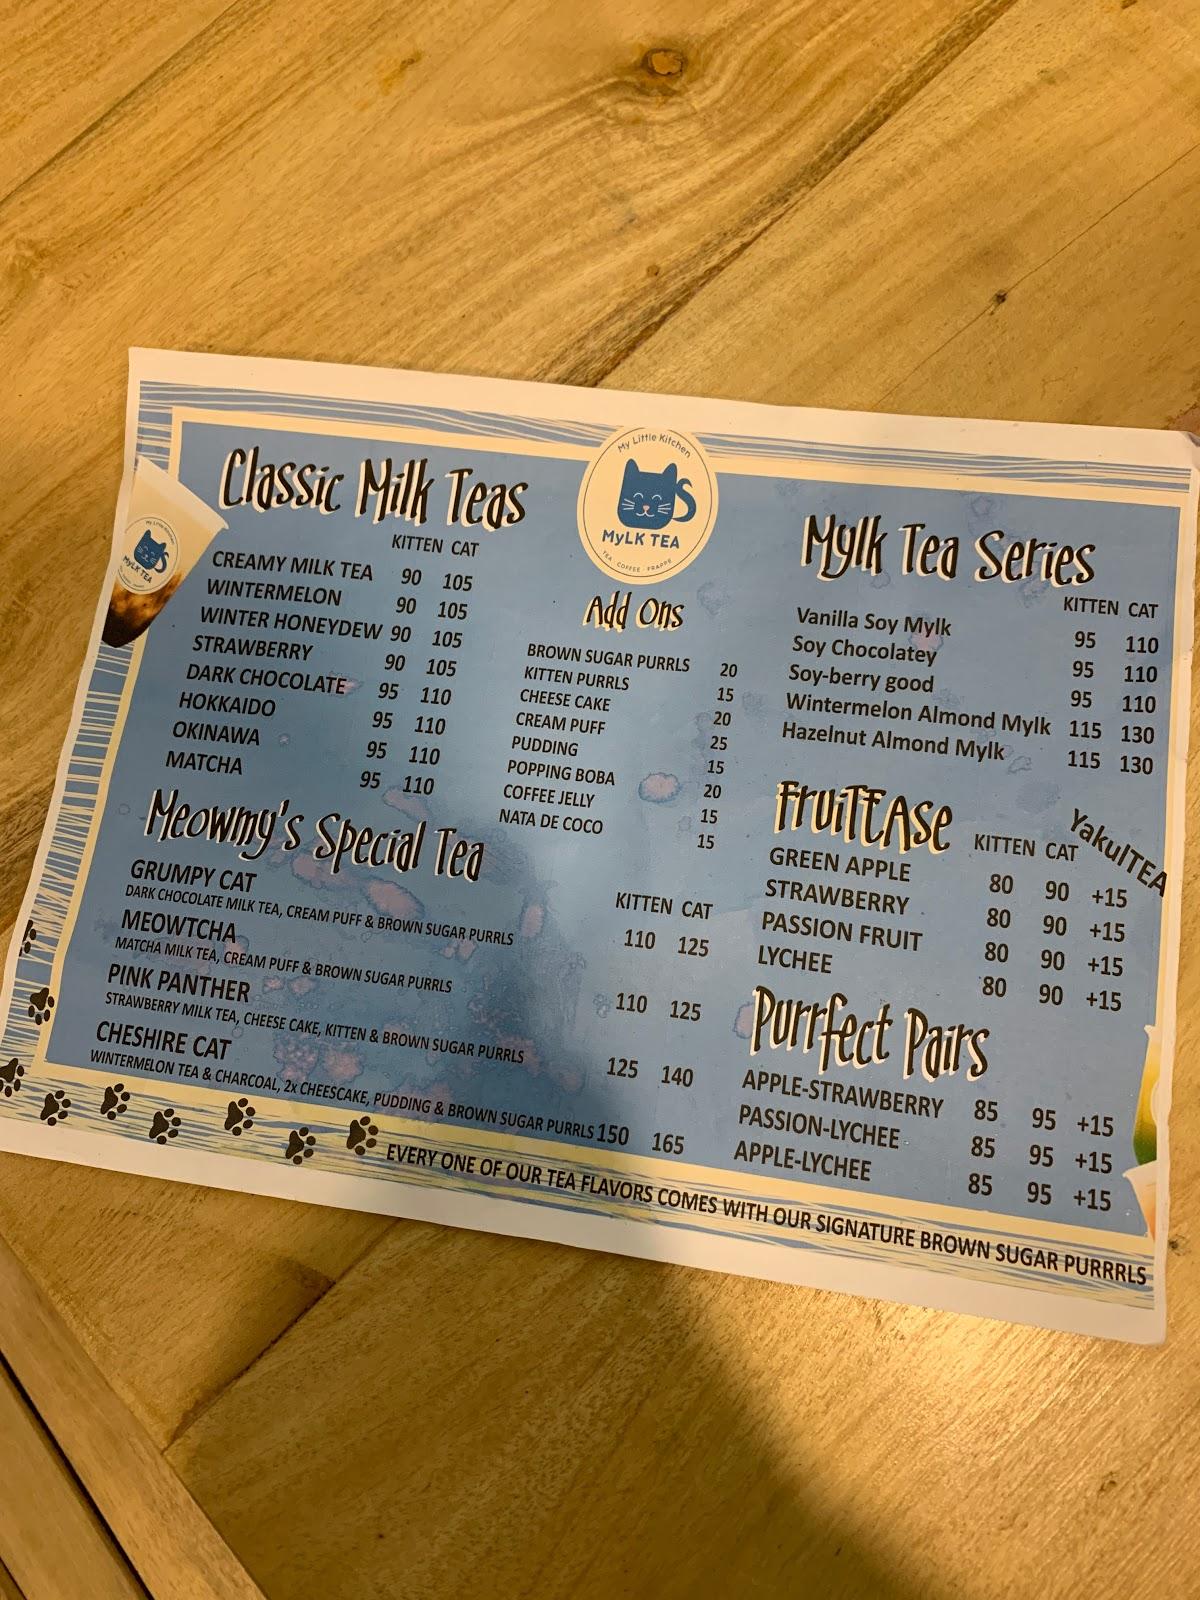 Classic Milk Teas
KITTEN CAT
CREAMY MILK TEA 90 105
WINTERMELON 90 105
WINTER HONEYDEW 90 105
STRAWBERRY 90 105
DARK CHOCOLATE 95 110
HOKKAIDO 95 110
OKINAWA 95 110
MATCHA 95 110
Meowmy's Special Tea
KITTEN CAT
GRUMPY CAT 110 125
DARK CHOCOLATE MILK TEA, CREAM PUFF & BROWN SUGAR PURRLS
MEOWTCHA 110 125
MATCHA MILK TEA, CREAM PUFF & BROWN SUGAR PURRLS
PINK PANTHER 125 140
STRAWBERRY MILK TEA, CHEESE CAKE, KITTEN & BROWN SUGAR PURRLS
CHESHIRE CAT
WINTERMELON TEA & CHARCOAL, 2x CHEESCAKE, PUDDING & BROWN SUGAR PURRLS 150 165
My Little Kitchen
MyLK TEA
TEA . COFFEE . FRAPPE
My Little Kitchen
MyLK TEA
Add Ons
BROWN SUGAR PURRLS 20
KITTEN PURRLS 15
CHEESE CAKE 20
CREAM PUFF 25
PUDDING 15
POPPING BOBA 20
COFFEE JELLY 15
NATA DE COCO 15
Mylk Tea Series
KITTEN CAT
Vanilla Soy Mylk 95 110
Soy Chocolatey 95 110
Soy-berry good 95 110
Wintermelon Almond Mylk 115 130
Hazelnut Almond Mylk 115 130
FruiTEAse
KITTEN CAT YakulTEA
GREEN APPLE 80 90 +15
STRAWBERRY 80 90 +15
PASSION FRUIT 80 90 +15
LYCHEE 80 90 +15
Purrfect Pairs
APPLE-STRAWBERRY 85 95 +15
PASSION-LYCHEE 85 95 +15
APPLE-LYCHEE 85 95 +15
EVERY ONE OF OUR TEA FLAVORS COMES WITH OUR SIGNATURE BROWN SUGAR PURRRLS